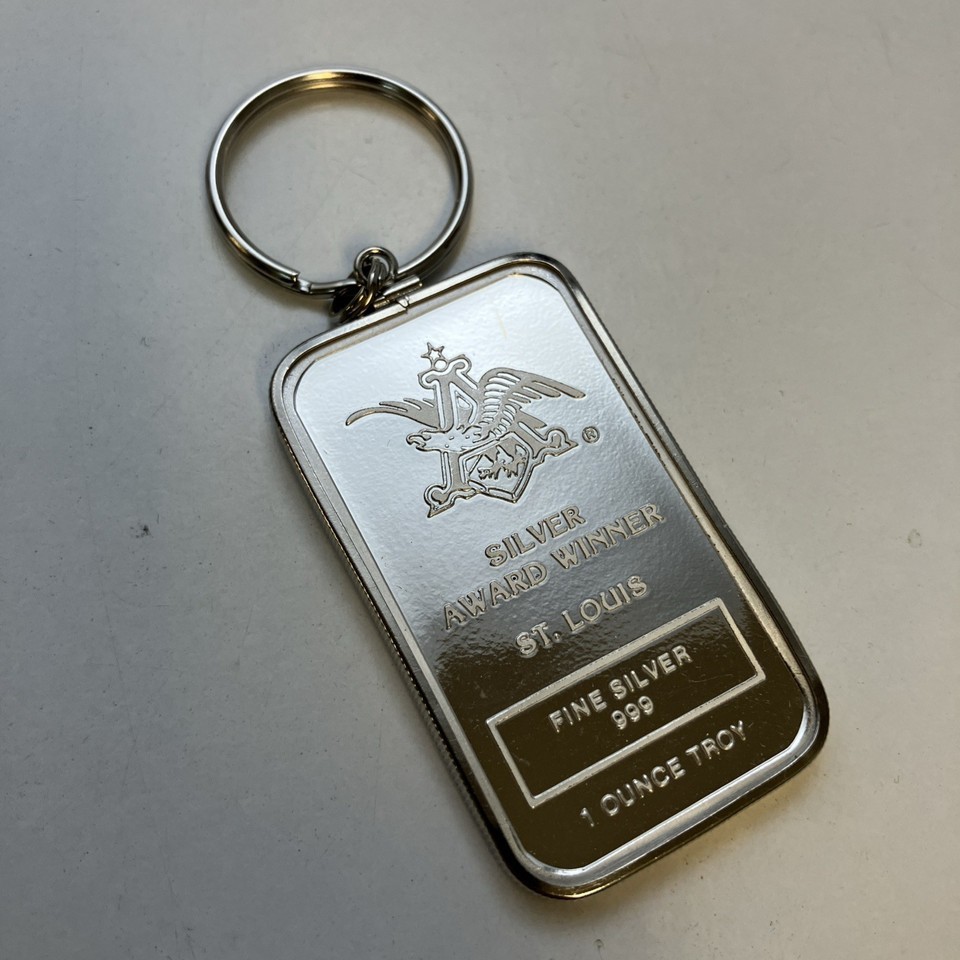 ®
SILVER
AWARD WINNER
ST. LOUIS
FINE SILVER
999
1 OUNCE TROY